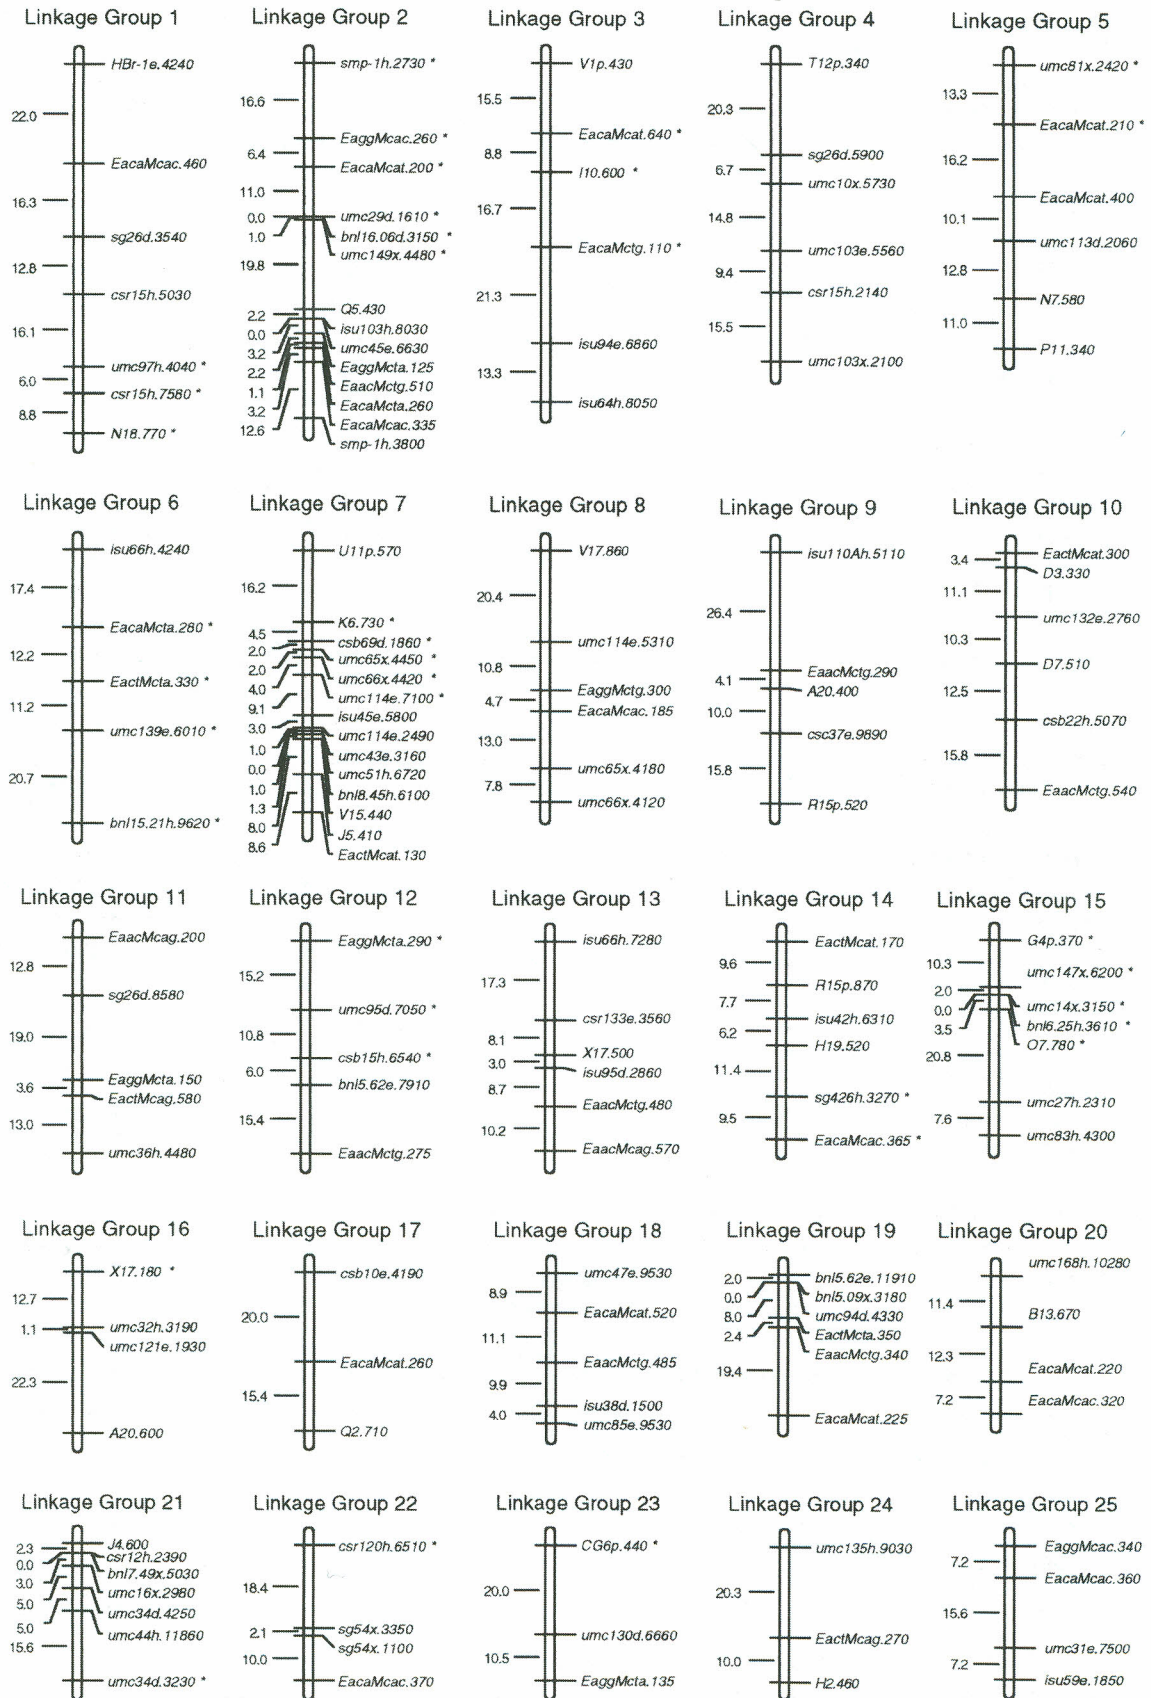 Linkage Group 1
HBr-1e.4240
22.0
EacaMcac.460
16.3
sg26d.3540
12.8
csr15h.5030
16.1
umc97h.4040 *
6.0
csr15h.7580 *
8.8
N18.770 *
Linkage Group 2
smp-1h.2730 *
16.6
EaggMcac.260 *
6.4
EacaMcat.200 *
11.0
umc29d.1610 *
0.0
bnl16.06d.3150 *
1.0
umc149x.4480 *
19.8
Q5.430
2.2
isu103h.8030
0.0
umc45e.6630
3.2
EaggMcta.125
2.2
EaacMctg.510
1.1
EacaMcta.260
3.2
EacaMcac.335
12.6
smp-1h.3800
Linkage Group 3
V1p.430
15.5
EacaMcat.640 *
8.8
I10.600 *
16.7
EacaMctg.110 *
21.3
isu94e.6860
13.3
isu64h.8050
Linkage Group 4
T12p.340
20.3
sg26d.5900
6.7
umc10x.5730
14.8
umc103e.5560
9.4
csr15h.2140
15.5
umc103x.2100
Linkage Group 5
umc81x.2420 *
13.3
EacaMcat.210 *
16.2
EacaMcat.400
10.1
umc113d.2060
12.8
N7.580
11.0
P11.340
Linkage Group 6
isu66h.4240
17.4
EacaMcta.280 *
12.2
EactMcta.330 *
11.2
umc139e.6010 *
20.7
bnl15.21h.9620 *
Linkage Group 7
U11p.570
16.2
K6.730 *
4.5
csb69d.1860 *
2.0
umc65x.4450 *
2.0
umc66x.4420 *
4.0
umc114e.7100 *
9.1
isu45e.5800
3.0
umc114e.2490
1.0
umc43e.3160
0.0
umc51h.6720
1.0
bnl8.45h.6100
1.3
V15.440
8.0
J5.410
8.6
EactMcat.130
Linkage Group 8
V17.860
20.4
umc114e.5310
10.8
EaggMctg.300
4.7
EacaMcac.185
13.0
umc65x.4180
7.8
umc66x.4120
Linkage Group 9
isu110Ah.5110
26.4
EaacMctg.290
4.1
A20.400
10.0
csc37e.9890
15.8
R15p.520
Linkage Group 10
EactMcat.300
3.4
D3.330
11.1
umc132e.2760
10.3
D7.510
12.5
csb22h.5070
15.8
EaacMctg.540
Linkage Group 11
EaacMcag.200
12.8
sg26d.8580
19.0
EaggMcta.150
3.6
EactMcag.580
13.0
umc36h.4480
Linkage Group 12
EaggMcta.290 *
15.2
umc95d.7050 *
10.8
csb15h.6540 *
6.0
bnl5.62e.7910
15.4
EaacMctg.275
Linkage Group 13
isu66h.7280
17.3
csr133e.3560
8.1
X17.500
3.0
isu95d.2860
8.7
EaacMctg.480
10.2
EaacMcag.570
Linkage Group 14
EactMcat.170
9.6
R15p.870
7.7
isu42h.6310
6.2
H19.520
11.4
sg426h.3270 *
9.5
EacaMcac.365 *
Linkage Group 15
G4p.370 *
10.3
umc147x.6200 *
2.0
umc14x.3150 *
0.0
bnl6.25h.3610 *
3.5
O7.780 *
20.8
umc27h.2310
7.6
umc83h.4300
Linkage Group 16
X17.180 *
12.7
umc32h.3190
1.1
umc121e.1930
22.3
A20.600
Linkage Group 17
csb10e.4190
20.0
EacaMcat.260
15.4
Q2.710
Linkage Group 18
umc47e.9530
8.9
EacaMcat.520
11.1
EaacMctg.485
9.9
isu38d.1500
4.0
umc85e.9530
Linkage Group 19
2.0
bnl5.62e.11910
0.0
bnl5.09x.3180
8.0
umc94d.4330
2.4
EactMcta.350
EaacMctg.340
19.4
EacaMcat.225
Linkage Group 20
umc168h.10280
11.4
B13.670
12.3
EacaMcat.220
7.2
EacaMcac.320
Linkage Group 21
J4.600
2.3
csr12h.2390
0.0
bnl7.49x.5030
3.0
umc16x.2980
5.0
umc34d.4250
5.0
umc44h.11860
15.6
umc34d.3230 *
Linkage Group 22
csr120h.6510 *
18.4
sg54x.3350
2.1
sg54x.1100
10.0
EacaMcac.370
Linkage Group 23
CG6p.440 *
20.0
umc130d.6660
10.5
EaggMcta.135
Linkage Group 24
umc135h.9030
20.3
EactMcag.270
10.0
H2.460
Linkage Group 25
EaggMcac.340
7.2
EacaMcac.360
15.6
umc31e.7500
7.2
isu59e.1850